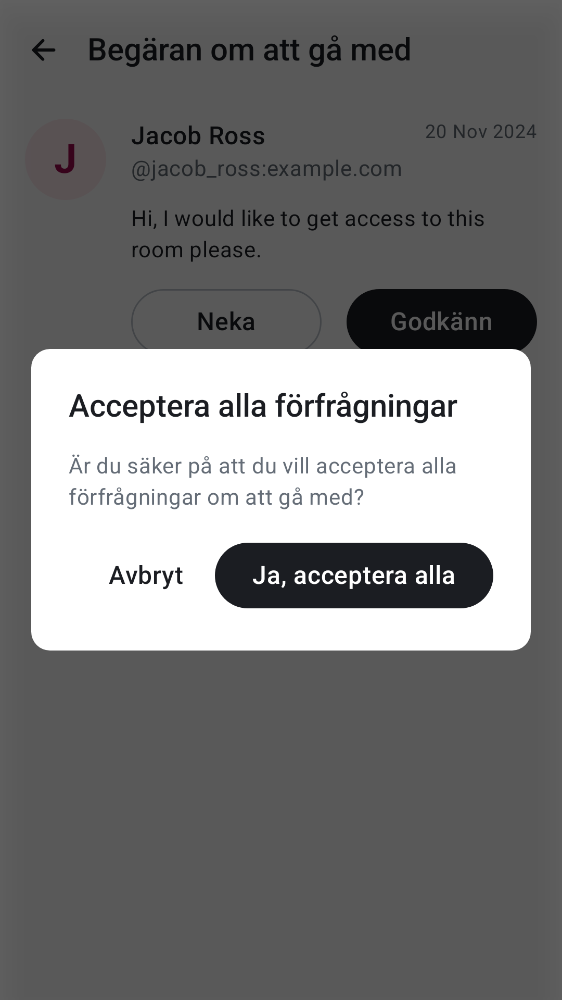 Begäran om att gå med
J
Jacob Ross
20 Nov 2024
@jacob_ross:example.com
Hi, I would like to get access to this
room please.
Neka
Godkänn
Acceptera alla förfrågningar
Är du säker på att du vill acceptera alla
förfrågningar om att gå med?
Avbryt
Ja, acceptera alla